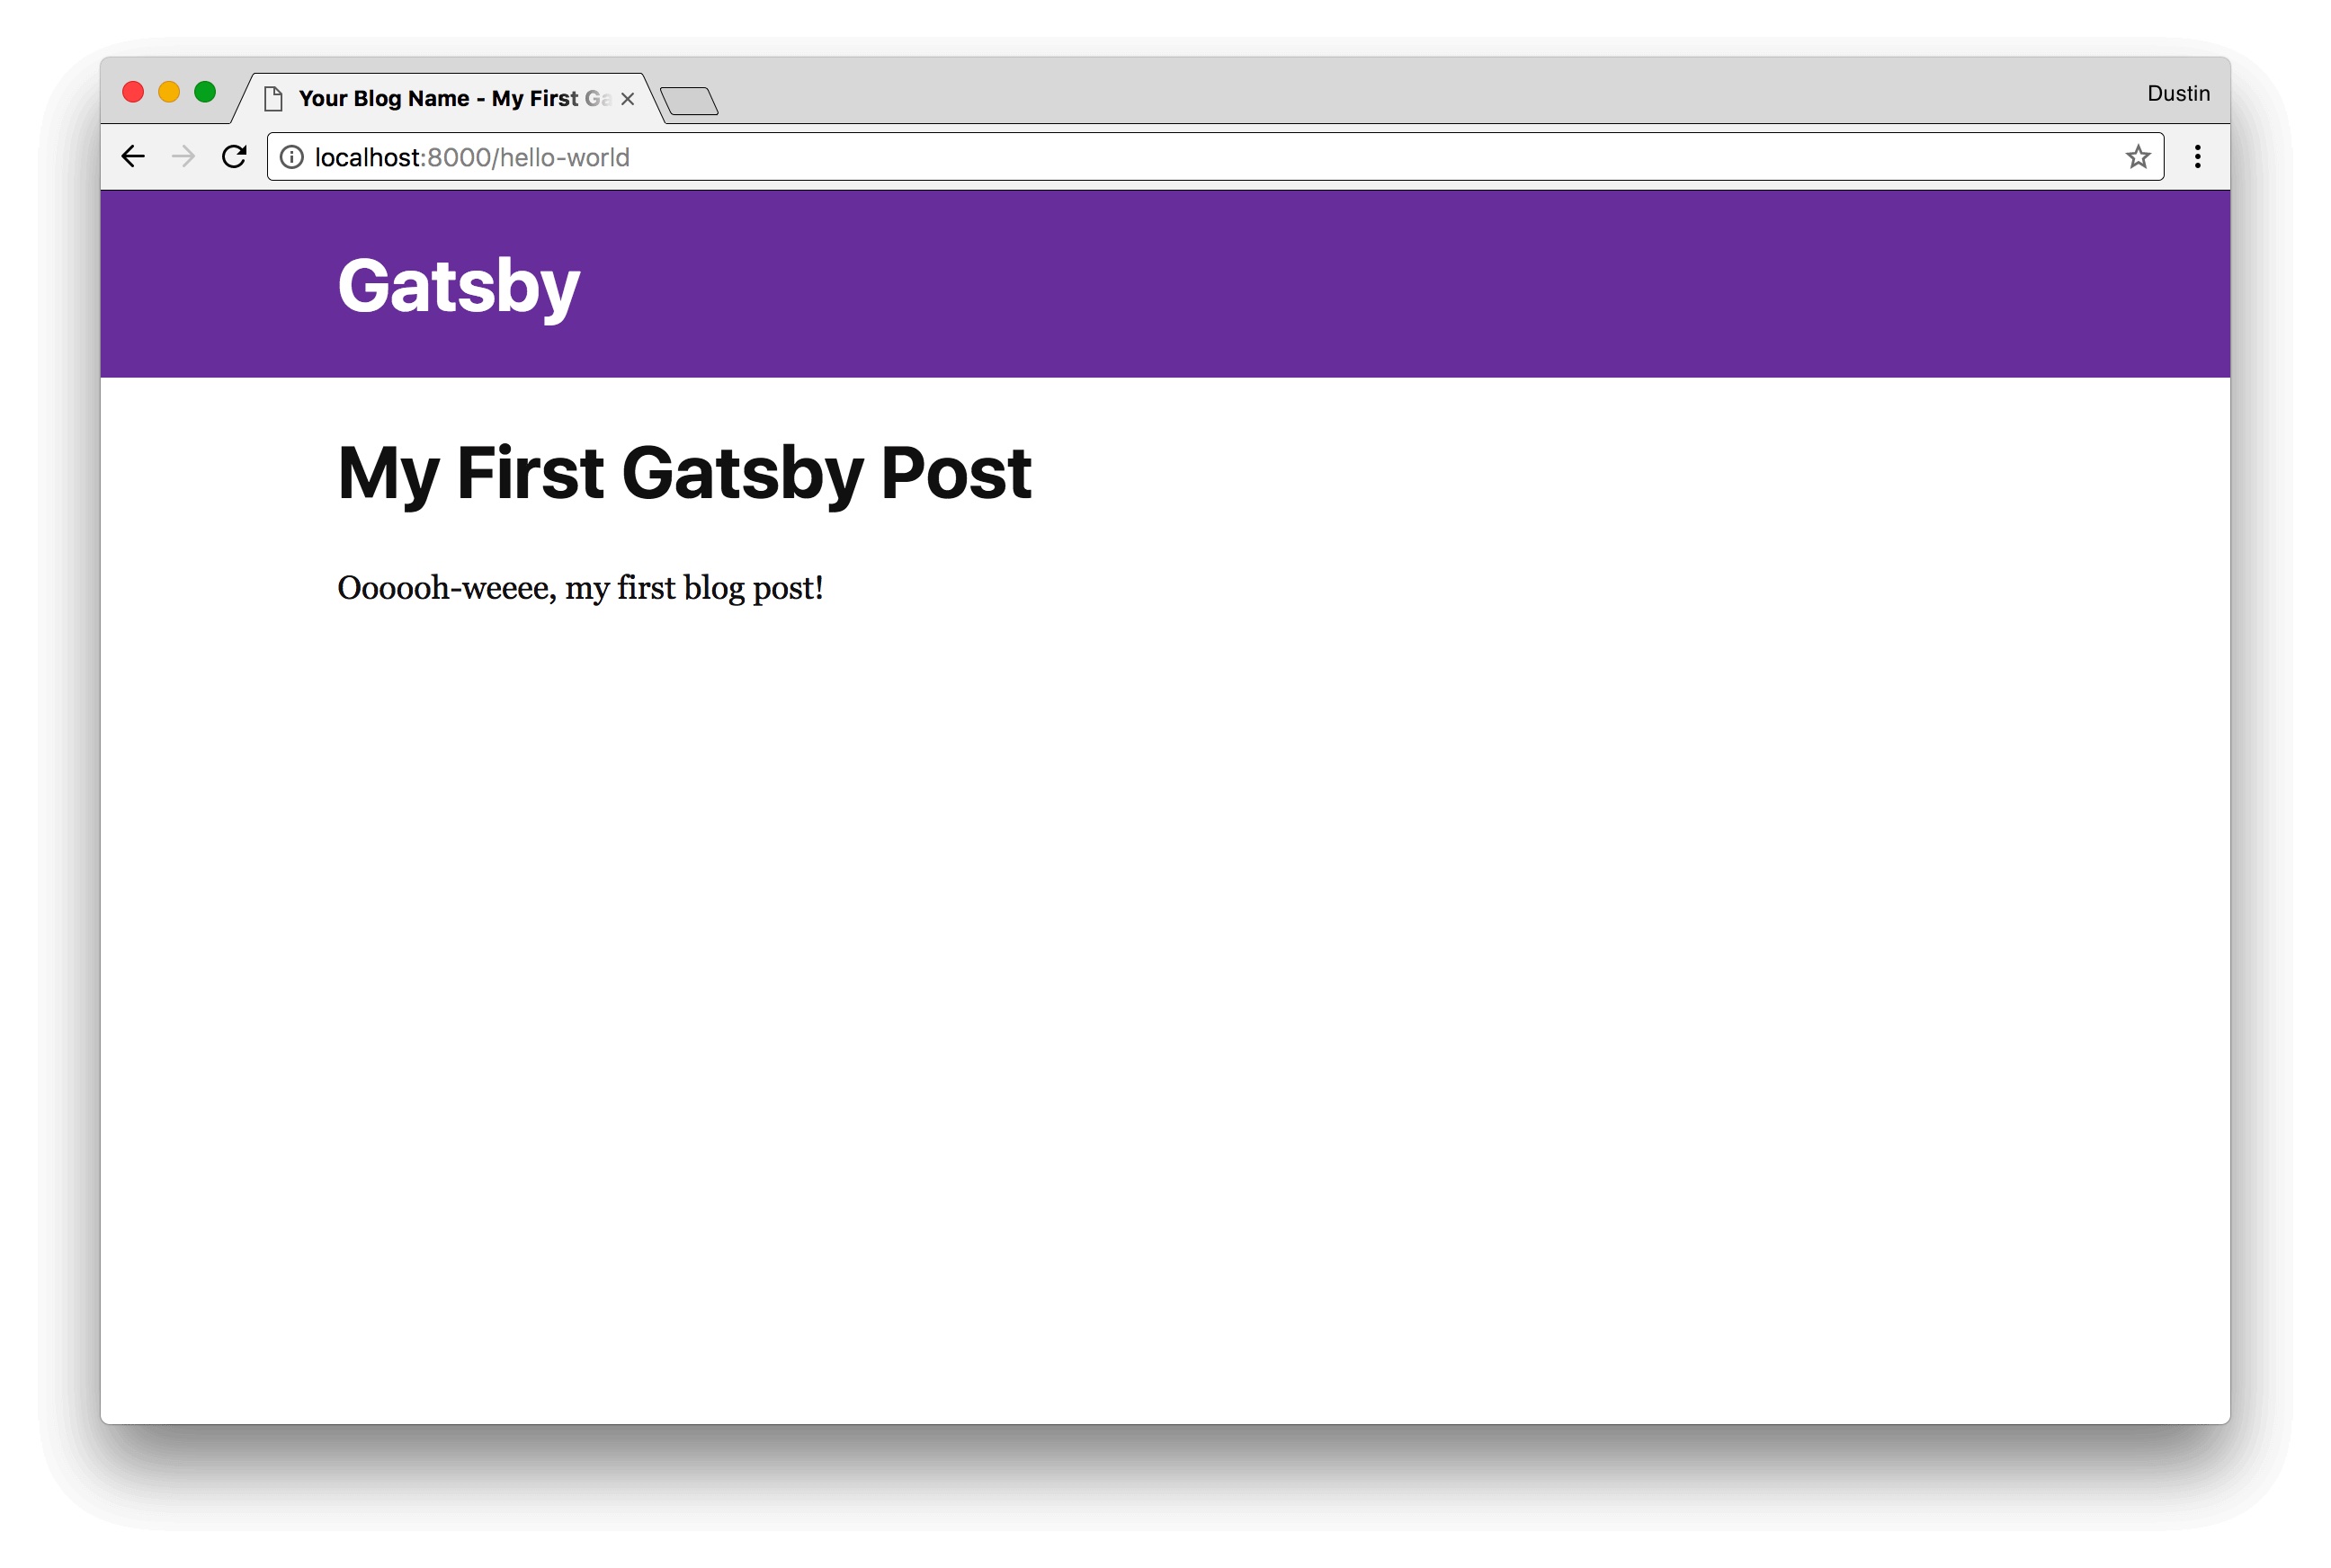 Your Blog Name - My First Ga
Dustin
localhost:8000/hello-world
Gatsby
My First Gatsby Post
Oooooh-weeee, my first blog post!